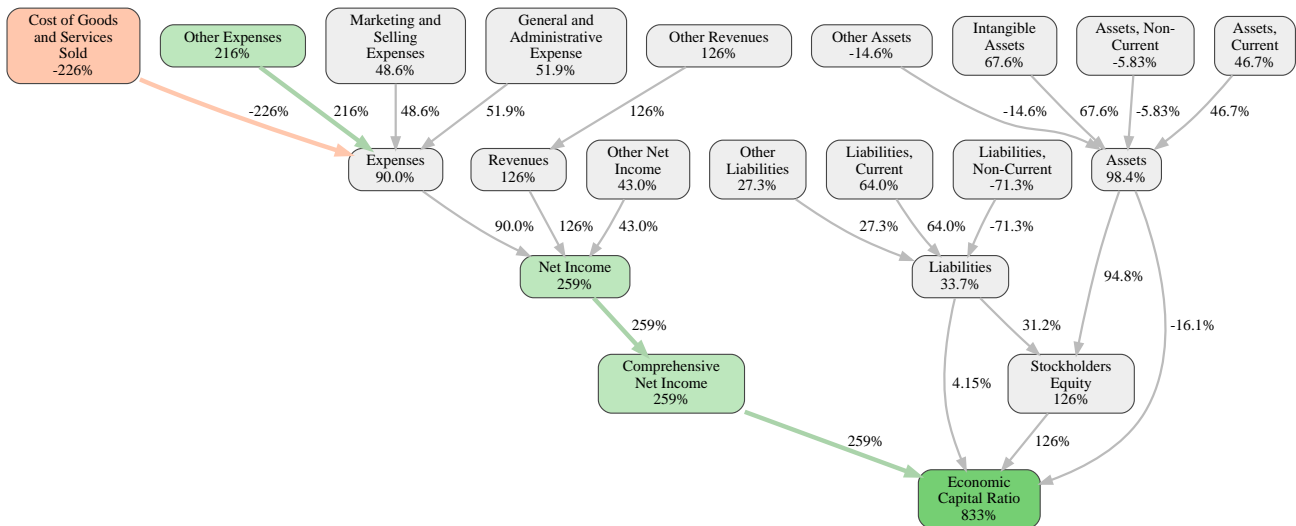 Cost of Goods
and Services
Sold
-226%
Other Expenses
216%
Marketing and
Selling
Expenses
48.6%
General and
Administrative
Expense
51.9%
Other Revenues
126%
Other Assets
-14.6%
Intangible
Assets
67.6%
Assets, Non-
Current
-5.83%
Assets,
Current
46.7%
-226%
216%
48.6%
51.9%
126%
-14.6%
67.6%
-5.83%
46.7%
Expenses
90.0%
Revenues
126%
Other Net
Income
43.0%
Other
Liabilities
27.3%
Liabilities,
Current
64.0%
Liabilities,
Non-Current
-71.3%
Assets
98.4%
90.0%
126%
43.0%
27.3%
64.0%
-71.3%
Net Income
259%
Liabilities
33.7%
94.8%
259%
31.2%
-16.1%
Comprehensive
Net Income
259%
4.15%
Stockholders
Equity
126%
259%
126%
Economic
Capital Ratio
833%